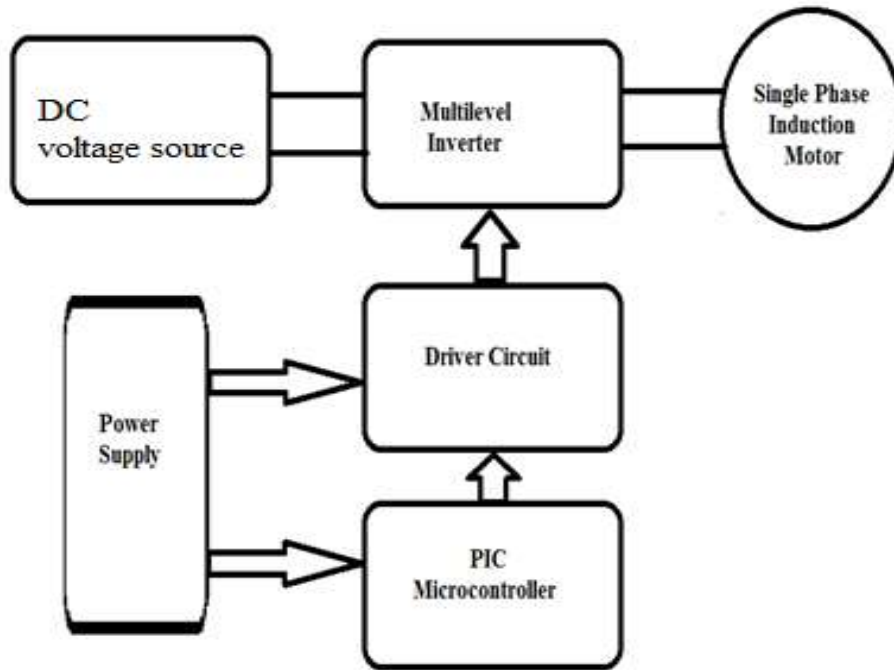 DC
voltage source
Multilevel
Inverter
Single Phase
Induction
Motor
Driver Circuit
Power
Supply
PIC
Microcontroller